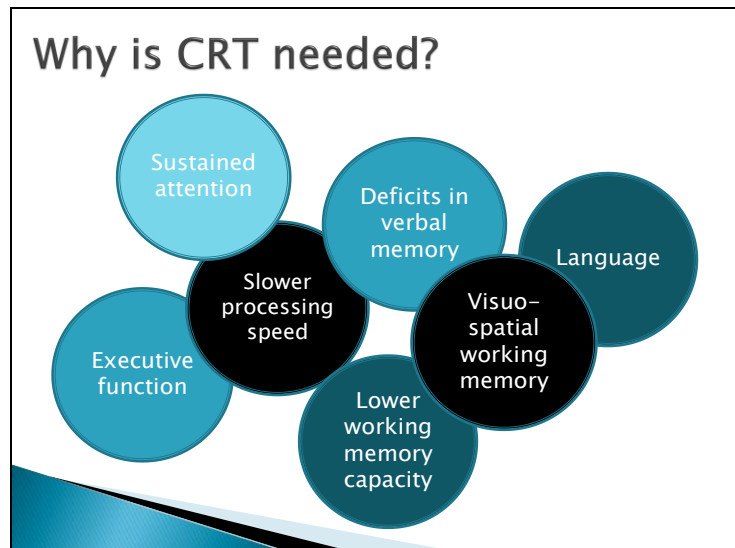 Why is CRT needed?
Sustained
attention
Deficits in
verbal
memory
Language
Slower
processing
speed
Visuo-
spatial
working
memory
Executive
function
Lower
working
memory
capacity